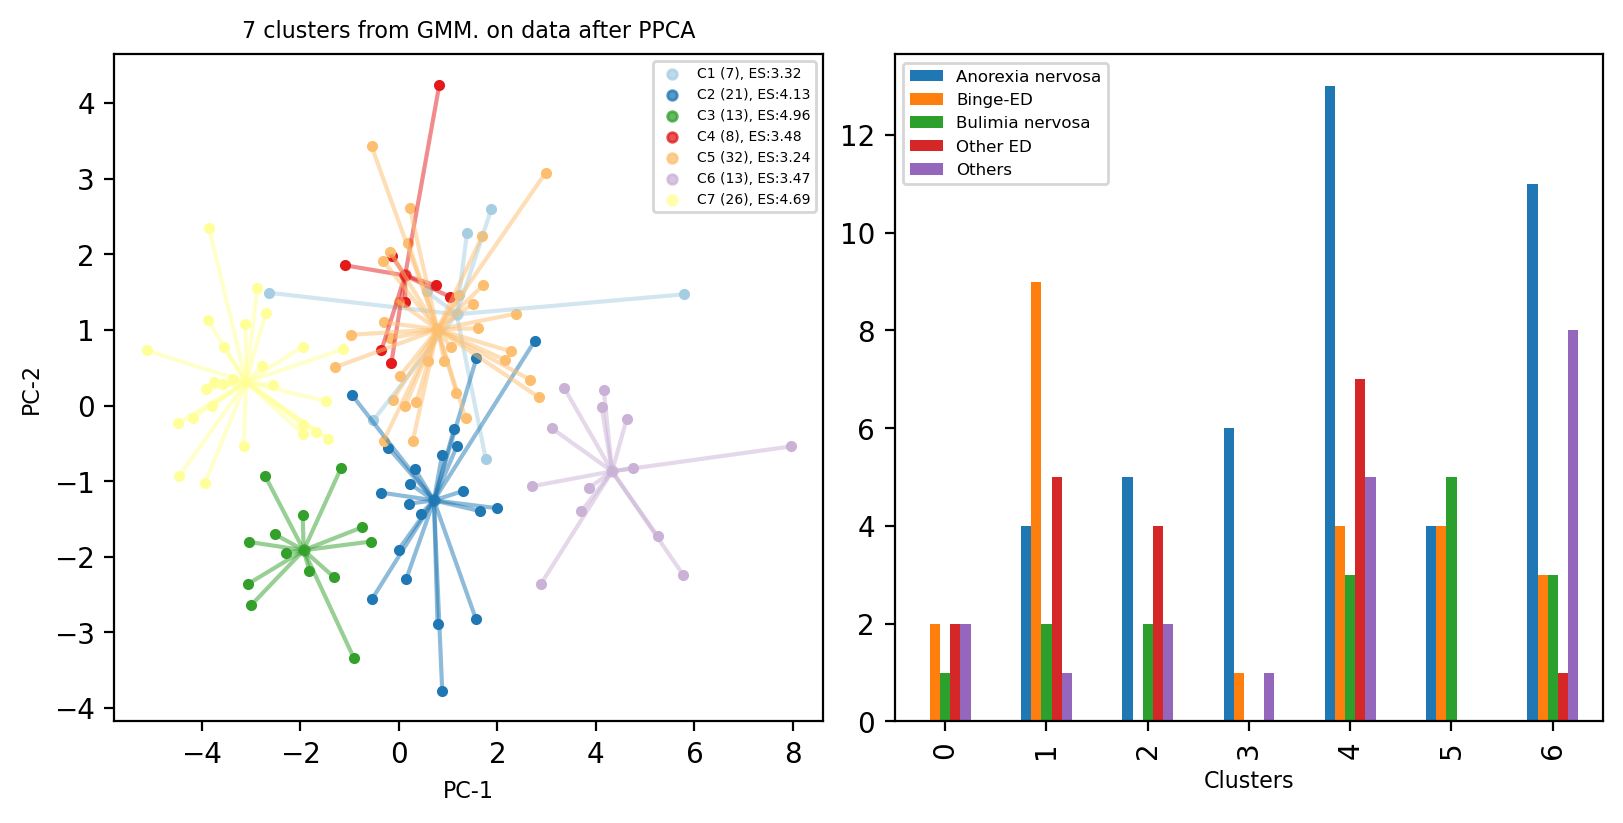 7 clusters from GMM. on data after PPCA
C1 (7), ES:3.32
C2 (21), ES:4.13
C3 (13), ES:4.96
C4 (8), ES:3.48
C5 (32), ES:3.24
C6 (13), ES:3.47
C7 (26), ES:4.69
4
3
2
1
0
−1
−2
−3
−4
PC-2
−4 −2 0 2 4 6 8
PC-1
Anorexia nervosa
Binge-ED
Bulimia nervosa
Other ED
Others
12
10
8
6
4
2
0
0 1 2 3 4 5 6
Clusters